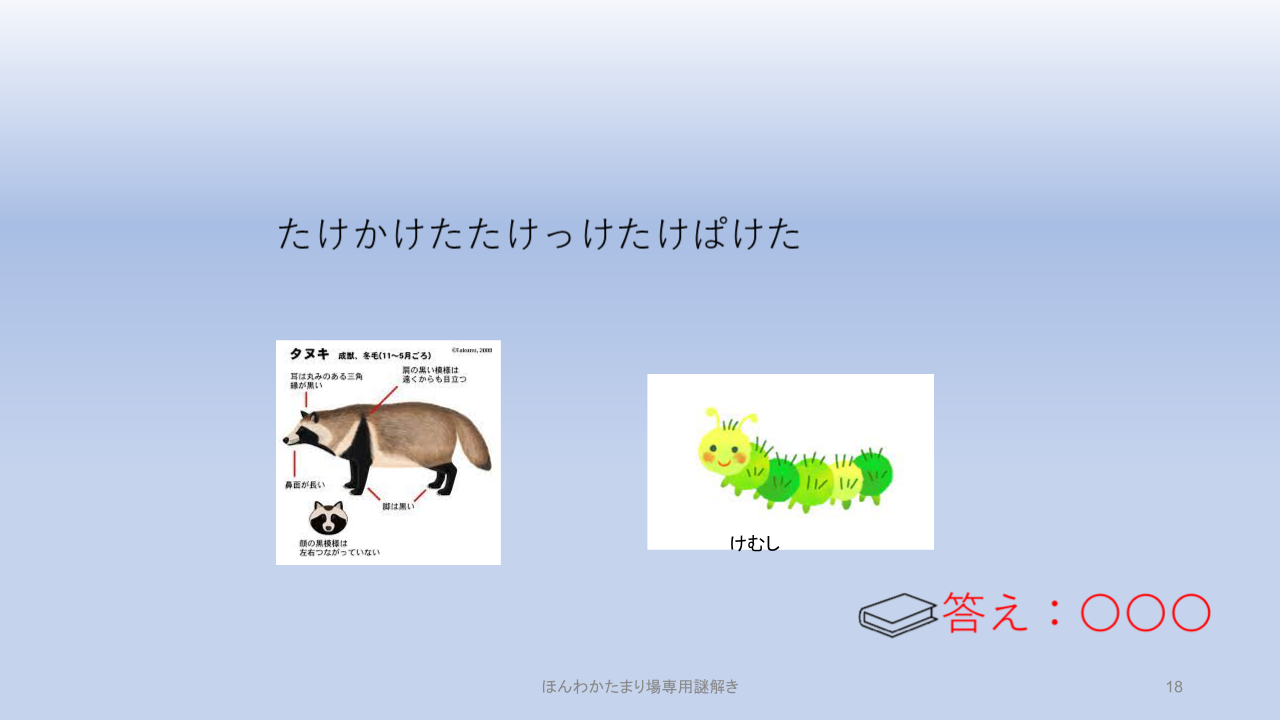 たけかけたたけっけたけぱけた
タヌキ 成獣、冬毛(11～5月ごろ)
©Takumi, 2008
耳は丸みのある三角
縁が黒い
肩の黒い模様は
遠くからも目立つ
鼻面が長い
脚は黒い
顔の黒模様は
左右つながっていない
けむし
答え：〇〇〇
ほんわかたまり場専用謎解き
18